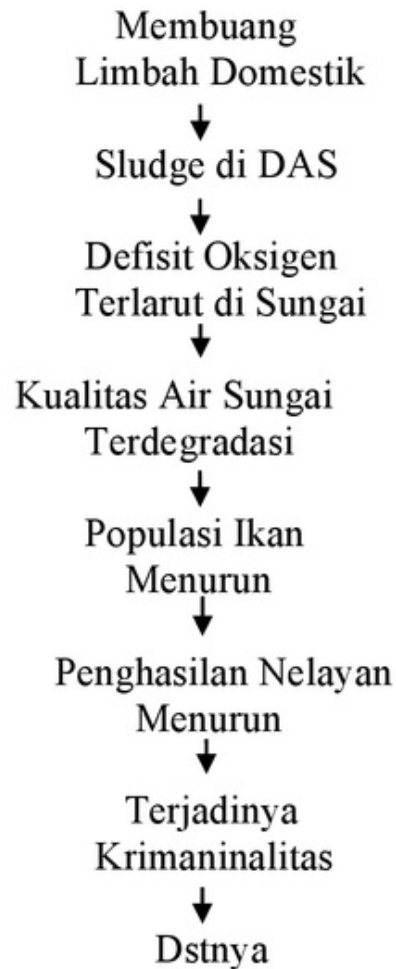 Membuang
Limbah Domestik
Sludge di DAS
Defisit Oksigen
Terlarut di Sungai
Kualitas Air Sungai
Terdegradasi
Populasi Ikan
Menurun
Penghasilan Nelayan
Menurun
Terjadinya
Krimaninalitas
Dstnya